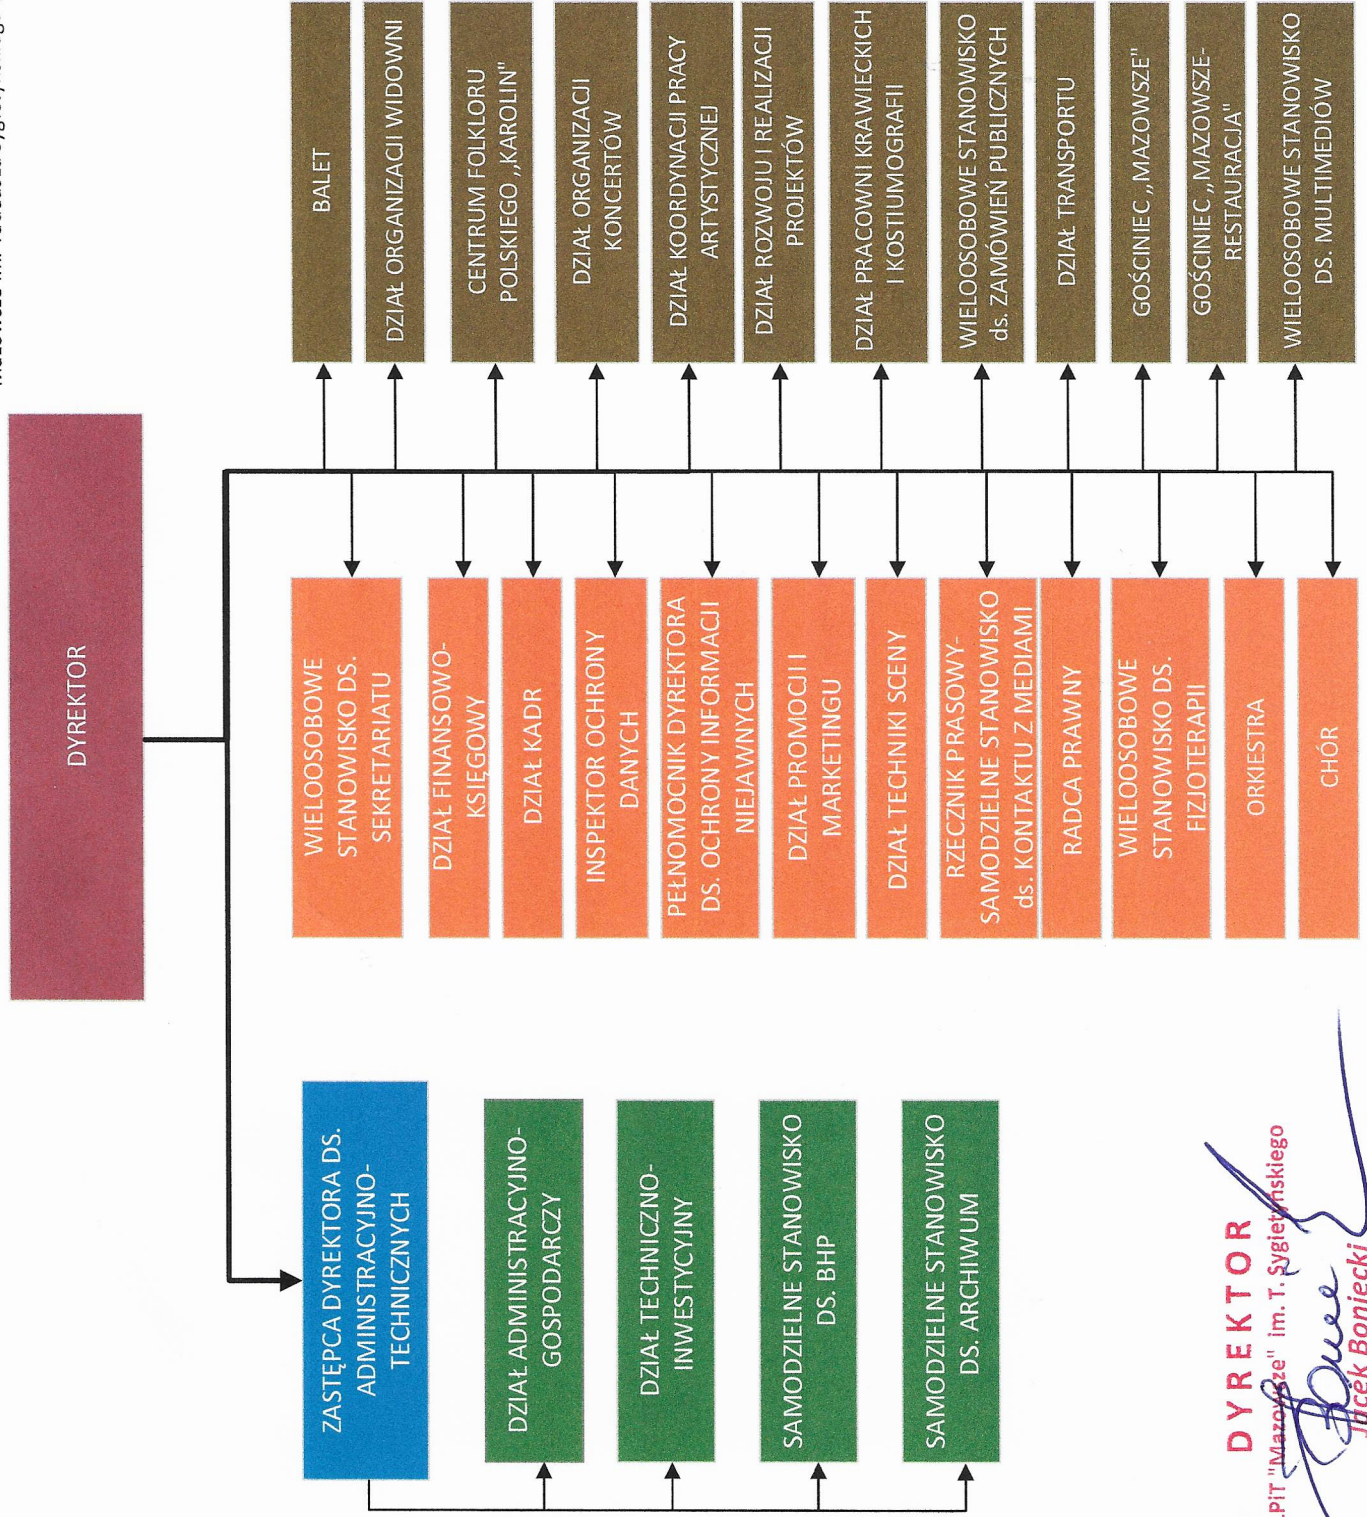 DYREKTOR
ZASTĘPCA DYREKTORA DS.
ADMINISTRACYJNO-
TECHNICZNYCH
DZIAŁ ADMINISTRACYJNO-
GOSPODARCZY
DZIAŁ TECHNICZNO-
INWESTYCYJNY
SAMODZIELNE STANOWISKO
DS. BHP
SAMODZIELNE STANOWISKO
DS. ARCHIWUM
WIELOOSOBOWE
STANOWISKO DS.
SEKRETARIATU
DZIAŁ FINANSOWO-
KSIĘGOWY
DZIAŁ KADR
INSPEKTOR OCHRONY
DANYCH
PEŁNOMOCNIK DYREKTORA
DS. OCHRONY INFORMACJI
NIEJAWNYCH
DZIAŁ PROMOCJI I
MARKETINGU
DZIAŁ TECHNIKI SCENY
RZECZNIK PRASOWY-
SAMODZIELNE STANOWISKO
ds. KONTAKTU Z MEDIAMI
RADCA PRAWNY
WIELOOSOBOWE
STANOWISKO DS.
FIZJOTERAPII
ORKIESTRA
CHÓR
BALET
DZIAŁ ORGANIZACJI WIDOWNI
CENTRUM FOLKLORU
POLSKIEGO „KAROLIN"
DZIAŁ ORGANIZACJI
KONCERTÓW
DZIAŁ KOORDYNACJI PRACY
ARTYSTYCZNEJ
DZIAŁ ROZWOJU I REALIZACJI
PROJEKTÓW
DZIAŁ PRACOWNI KRAWIECKICH
I KOSTIUMOGRAFII
WIELOOSOBOWE STANOWISKO
ds. ZAMÓWIEŃ PUBLICZNYCH
DZIAŁ TRANSPORTU
GOŚCINIEC „MAZOWSZE"
GOŚCINIEC „MAZOWSZE-
RESTAURACJA"
WIELOOSOBOWE STANOWISKO
DS. MULTIMEDIÓW
DYREKTOR
PiT "Mazowsze" im. T. Sygietyńskiego
Jacek Boniecki